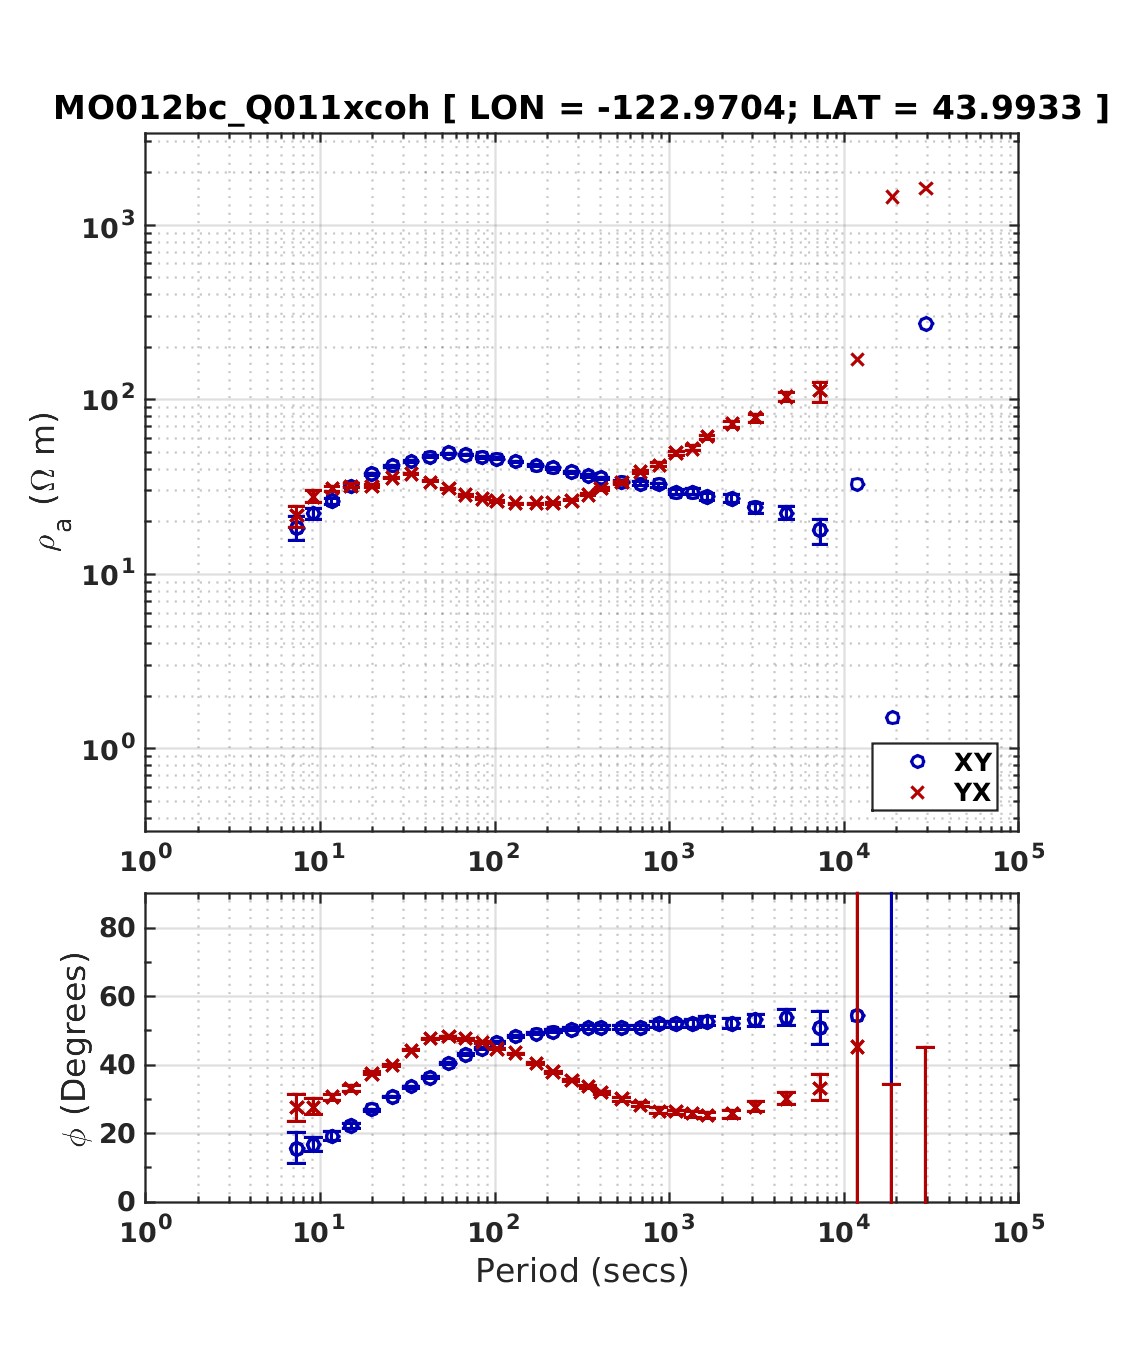 MO012bc_Q011xcoh [ LON = -122.9704; LAT = 43.9933 ]
10³
10²
10¹
10⁰
ρ a (Ω m)
XY
YX
10⁰ 10¹ 10² 10³ 10⁴ 10⁵
80
60
40
20
0
ϕ (Degrees)
10⁰ 10¹ 10² 10³ 10⁴ 10⁵
Period (secs)